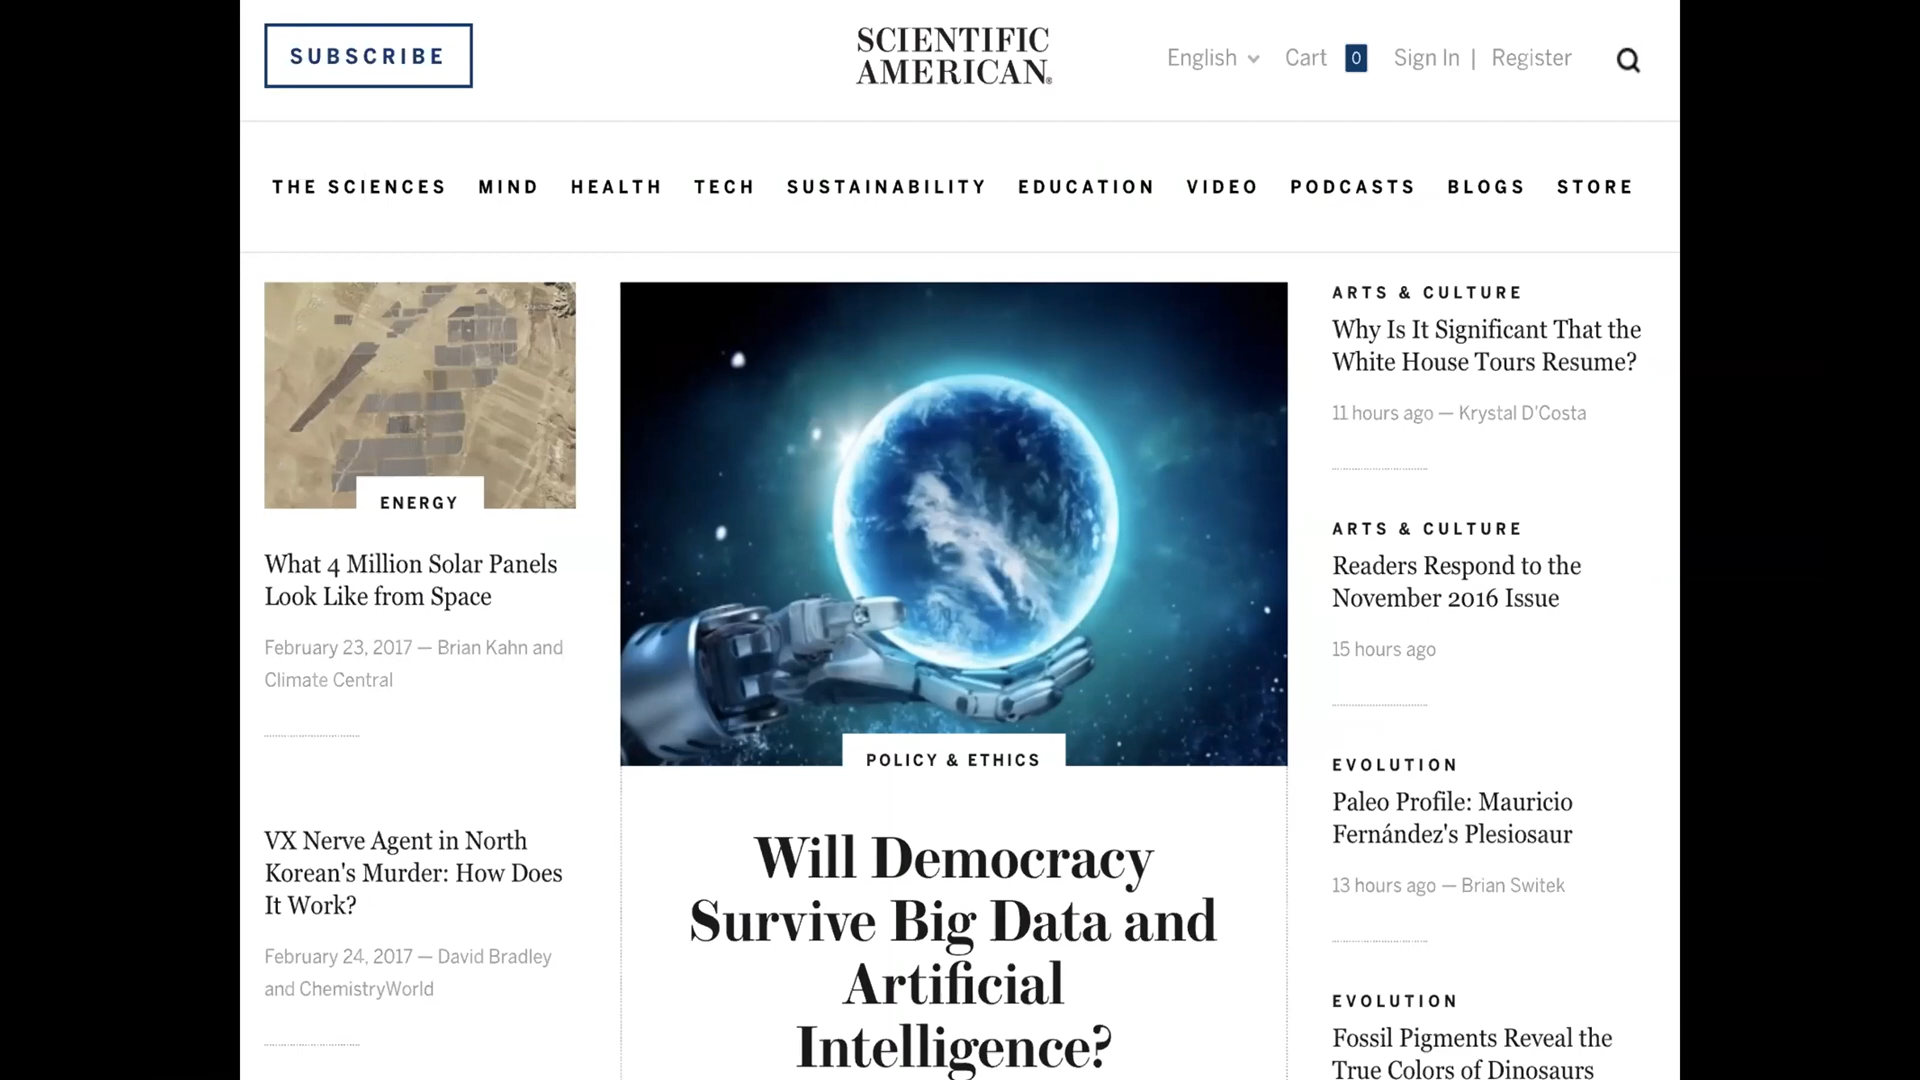 SUBSCRIBE
SCIENTIFIC
AMERICAN®
English
Cart 0
Sign In | Register
THE SCIENCES MIND HEALTH TECH SUSTAINABILITY EDUCATION VIDEO PODCASTS BLOGS STORE
ENERGY
What 4 Million Solar Panels
Look Like from Space
February 23, 2017 — Brian Kahn and
Climate Central
VX Nerve Agent in North
Korean's Murder: How Does
It Work?
February 24, 2017 — David Bradley
and ChemistryWorld
POLICY & ETHICS
Will Democracy
Survive Big Data and
Artificial
Intelligence?
ARTS & CULTURE
Why Is It Significant That the
White House Tours Resume?
11 hours ago — Krystal D'Costa
ARTS & CULTURE
Readers Respond to the
November 2016 Issue
15 hours ago
EVOLUTION
Paleo Profile: Mauricio
Fernández's Plesiosaur
13 hours ago — Brian Switek
EVOLUTION
Fossil Pigments Reveal the
True Colors of Dinosaurs